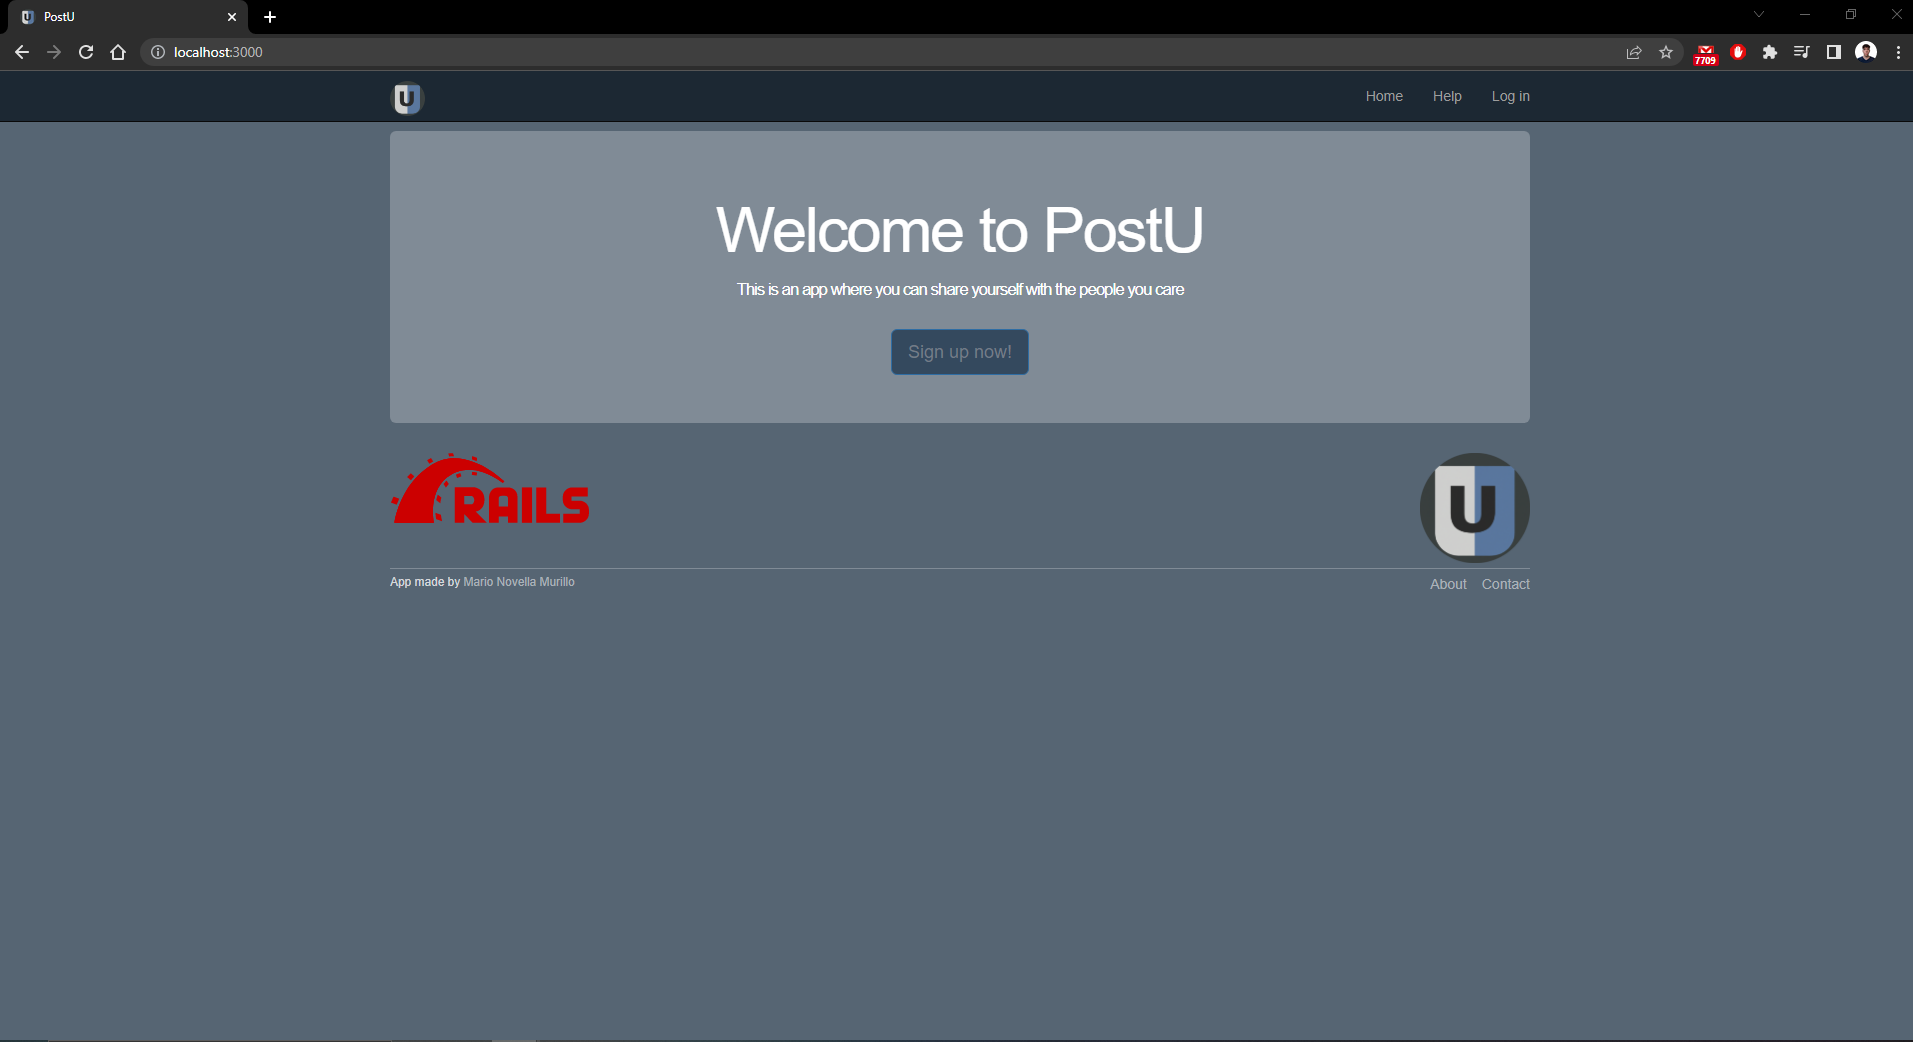 PostU
localhost:3000
7709
U
Home Help Log in
Welcome to PostU
This is an app where you can share yourself with the people you care
Sign up now!
RAILS
U
App made by Mario Novella Murillo
About Contact